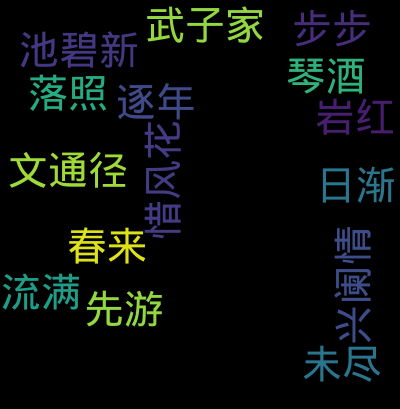 武子家
步步
池碧新
琴酒
落照
逐年
岩红
惜风花
文通径
日渐
春来
兴阑情
流满
先游
未尽